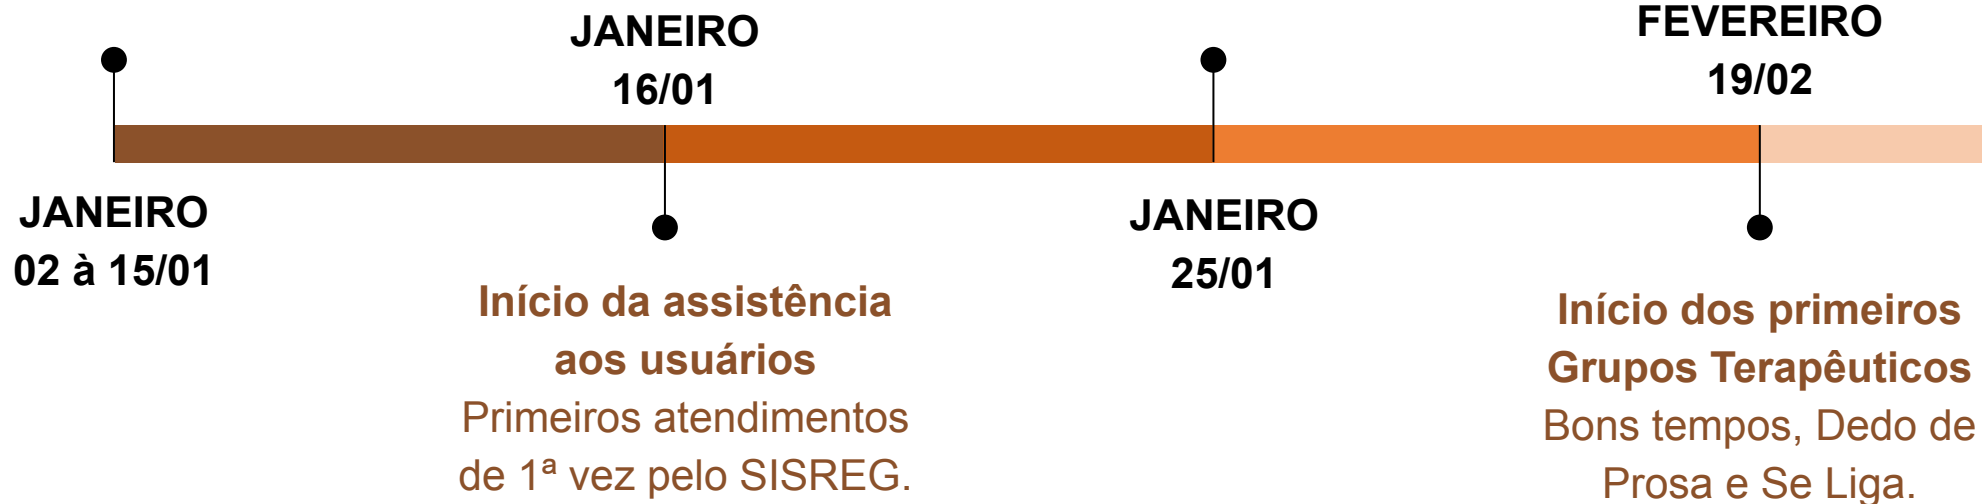 JANEIRO
02 à 15/01
JANEIRO
16/01
Início da assistência
aos usuários
Primeiros atendimentos
de 1ª vez pelo SISREG.
JANEIRO
25/01
FEVEREIRO
19/02
Início dos primeiros
Grupos Terapêuticos
Bons tempos, Dedo de
Prosa e Se Liga.